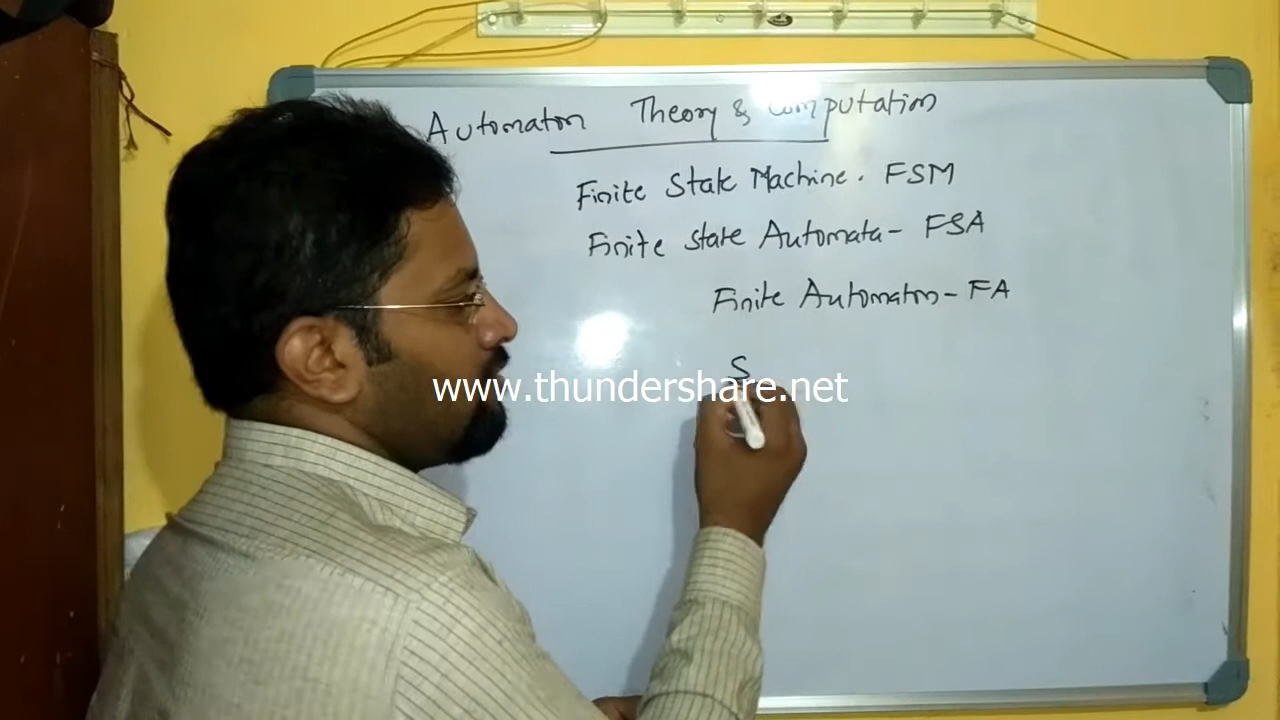 Automaton Theory & Computation
Finite State Machine. FSM
Finite State Automata - FSA
Finite Automaton - FA
S
www.thundershare.net